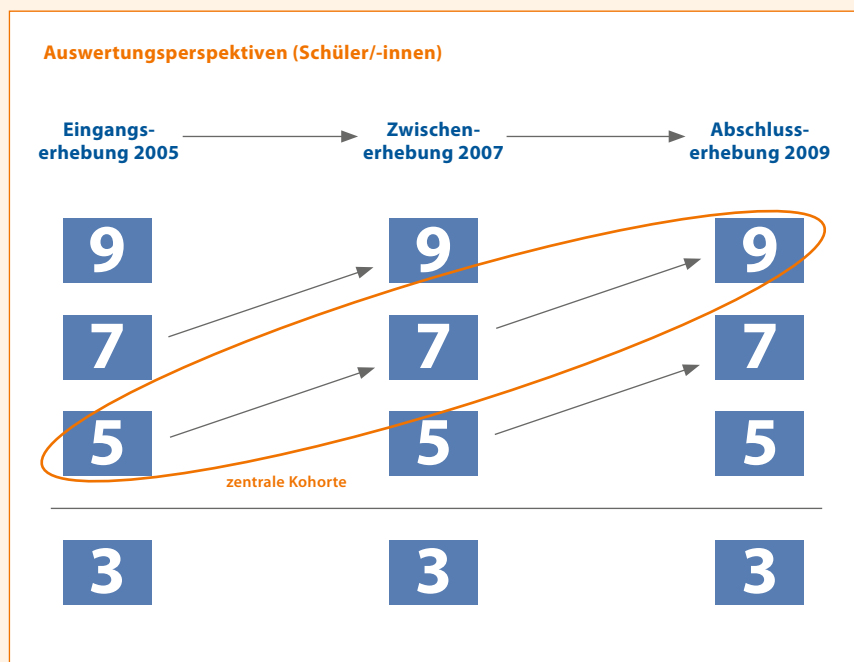 Auswertungsperspektiven (Schüler/-innen)
Eingangs-
erhebung 2005
Zwischen-
erhebung 2007
Abschluss-
erhebung 2009
9 9 9
7 7 7
5 5 5
zentrale Kohorte
3 3 3